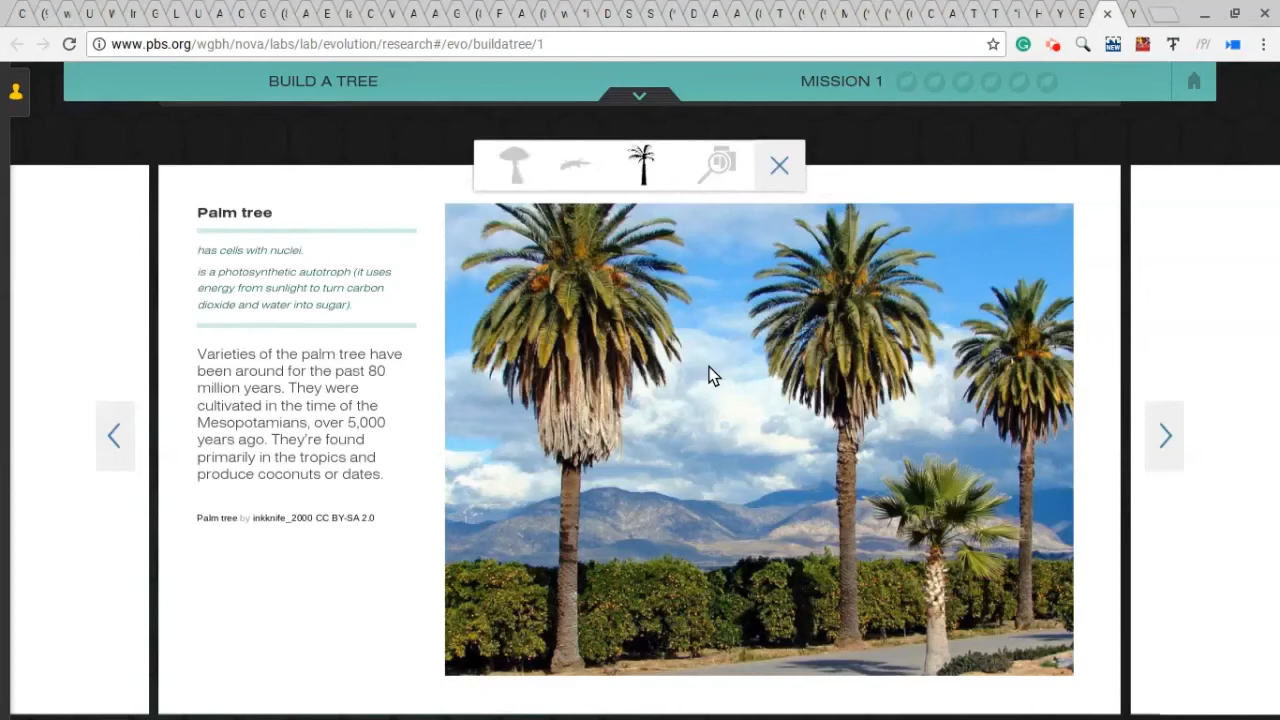 C ( w U W Ir G L U A C G ( A E le C V A A G ( F A ( w "i D S S ( D A A ( T ( M ( ( ( C A T T "i H Y E Y
www.pbs.org/wgbh/nova/labs/lab/evolution/research#/evo/buildatree/1
NEW
BUILD A TREE
MISSION 1
Palm tree
has cells with nuclei.
is a photosynthetic autotroph (it uses
energy from sunlight to turn carbon
dioxide and water into sugar).
Varieties of the palm tree have
been around for the past 80
million years. They were
cultivated in the time of the
Mesopotamians, over 5,000
years ago. They're found
primarily in the tropics and
produce coconuts or dates.
Palm tree by inkknife_2000 CC BY-SA 2.0